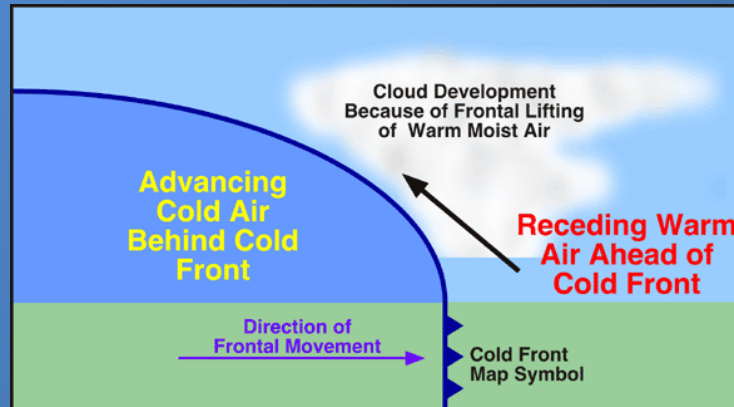 Cloud Development
Because of Frontal Lifting
of Warm Moist Air
Advancing
Cold Air
Behind Cold
Front
Receding Warm
Air Ahead of
Cold Front
Direction of
Frontal Movement
Cold Front
Map Symbol